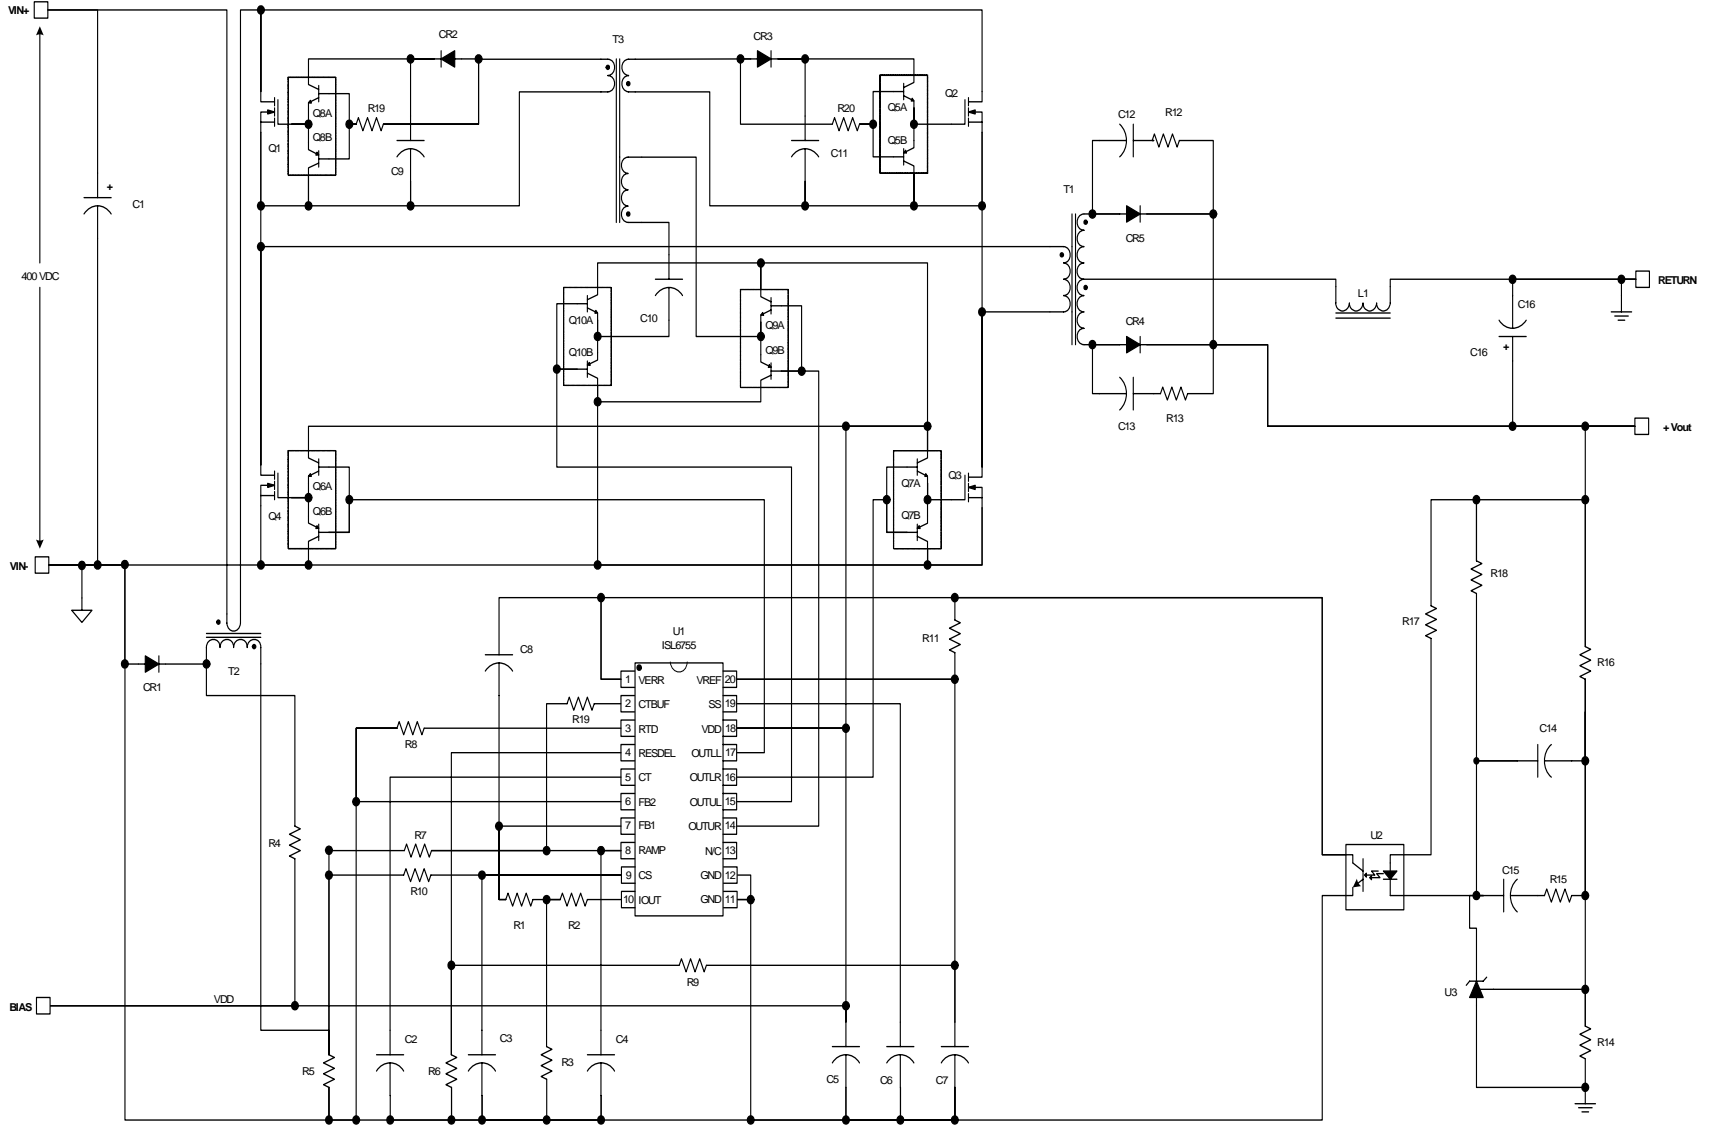 VIN+
CR2
T3
CR3
Q2
Q8A
R19
Q8B
Q1
C9
R20
Q5A
Q5B
C11
C12
R12
C1
T1
CR5
400 VDC
RETURN
L1
C16
C16
+
+
CR4
Q10A
Q10B
C10
Q9A
Q9B
C13
R13
+ Vout
Q6A
Q6B
Q4
Q7A
Q7B
Q3
VIN-
R18
R17
R16
U1
ISL6755
R11
C8
T2
CR1
1 VERR
VREF 20
2 CTBUF
SS 19
R19
3 RTD
VDD 18
R8
4 RESDEL
OUTLL 17
5 CT
OUTLR 16
6 FB2
OUTUL 15
7 FB1
OUTUR 14
8 RAMP
N/C 13
9 CS
GND 12
10 IOUT
GND 11
C14
R4
R7
R10
R1
R2
U2
C15
R15
R9
U3
BIAS
VDD
R5
C2
R6
C3
R3
C4
C5
C6
C7
R14